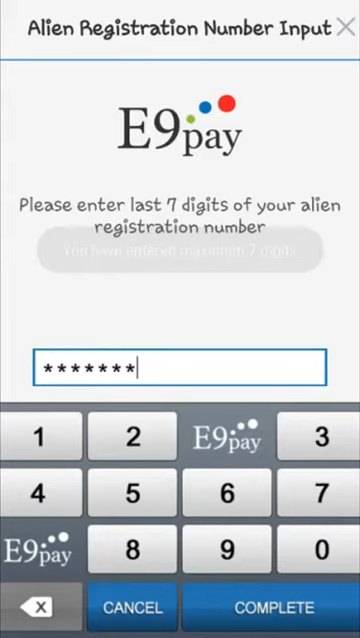 Alien Registration Number Input
E9pay
Please enter last 7 digits of your alien
registration number
You have entered maximum 7 digits
*******
1 2 E9pay 3
4 5 6 7
E9pay 8 9 0
X CANCEL COMPLETE